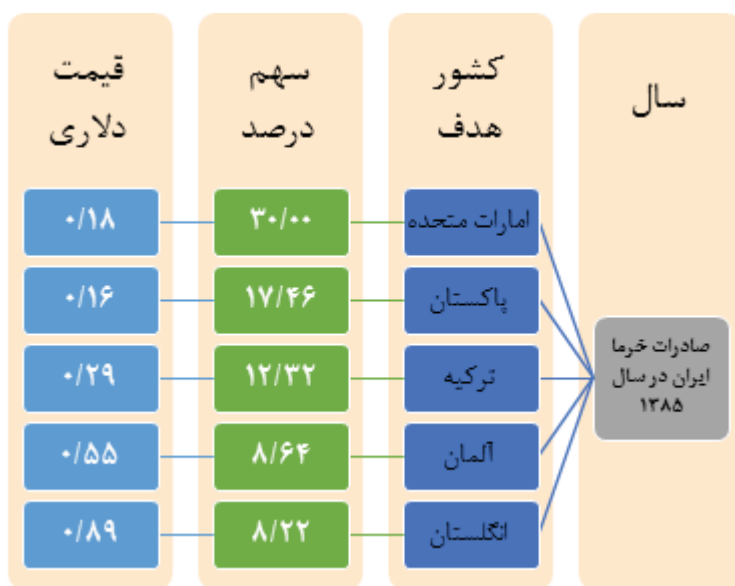 سال
کشور
هدف
سهم
درصد
قیمت
دلاری
صادرات خرما
ایران در سال
۱۳۸۵
امارات متحده
۳۰/۰۰
۰/۱۸
پاکستان
۱۷/۴۶
۰/۱۶
ترکیه
۱۲/۳۲
۰/۲۹
آلمان
۸/۶۴
۰/۵۵
انگلستان
۸/۲۲
۰/۸۹